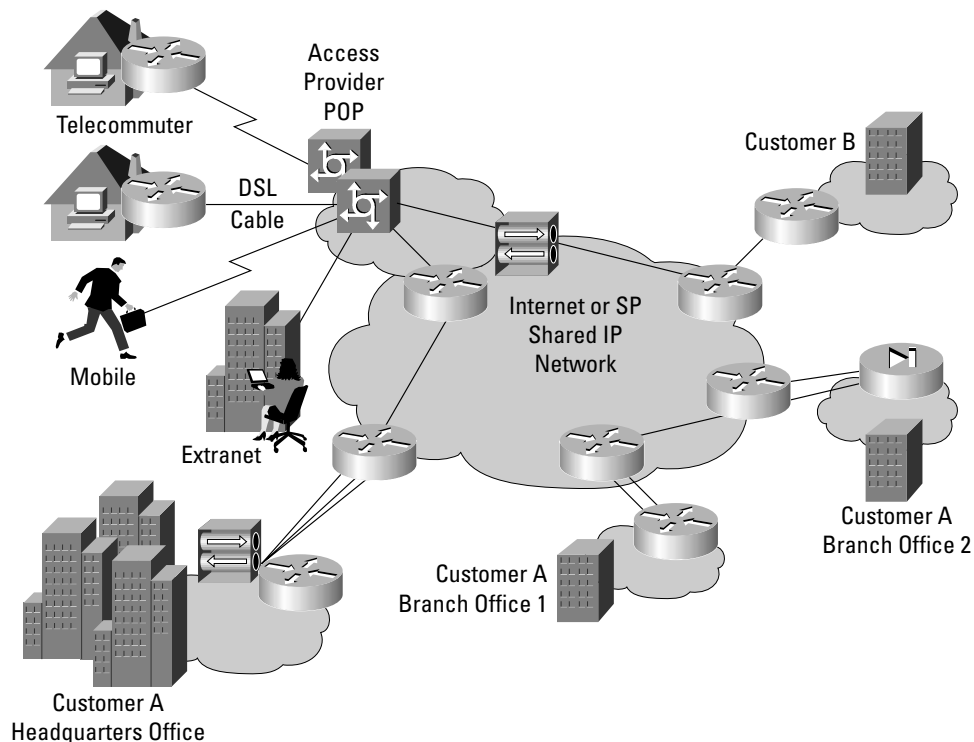 Access
Provider
POP
Telecommuter
Customer B
DSL
Cable
Internet or SP
Shared IP
Network
Mobile
Extranet
Customer A
Branch Office 2
Customer A
Branch Office 1
Customer A
Headquarters Office